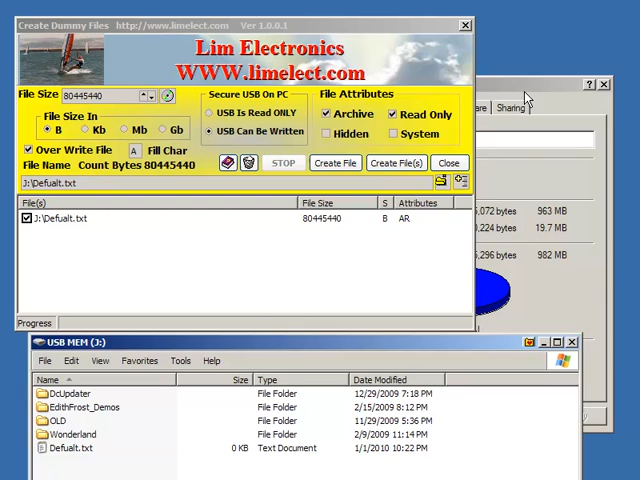 Create Dummy Files http://www.limelect.com Ver 1.0.0.1
Lim Electronics
WWW.limelect.com
File Size 80445440
File Size In
B Kb Mb Gb
Over Write File A Fill Char
File Name Count Bytes 80445440
Secure USB On PC
USB Is Read ONLY
USB Can Be Written
File Attributes
Archive Read Only
Hidden System
STOP Create File Create File(s) Close
J:\Defualt.txt
File(s) File Size S Attributes
J:\Defualt.txt 80445440 B AR
Progress
Sharing
5,072 bytes 963 MB
0,224 bytes 19.7 MB
5,296 bytes 982 MB
USB MEM (J:)
File Edit View Favorites Tools Help
Name Size Type Date Modified
DcUpdater File Folder 12/29/2009 7:18 PM
EdithFrost_Demos File Folder 2/15/2009 8:12 PM
OLD File Folder 11/29/2009 5:36 PM
Wonderland File Folder 2/9/2009 11:14 PM
Defualt.txt 0 KB Text Document 1/1/2010 10:22 PM